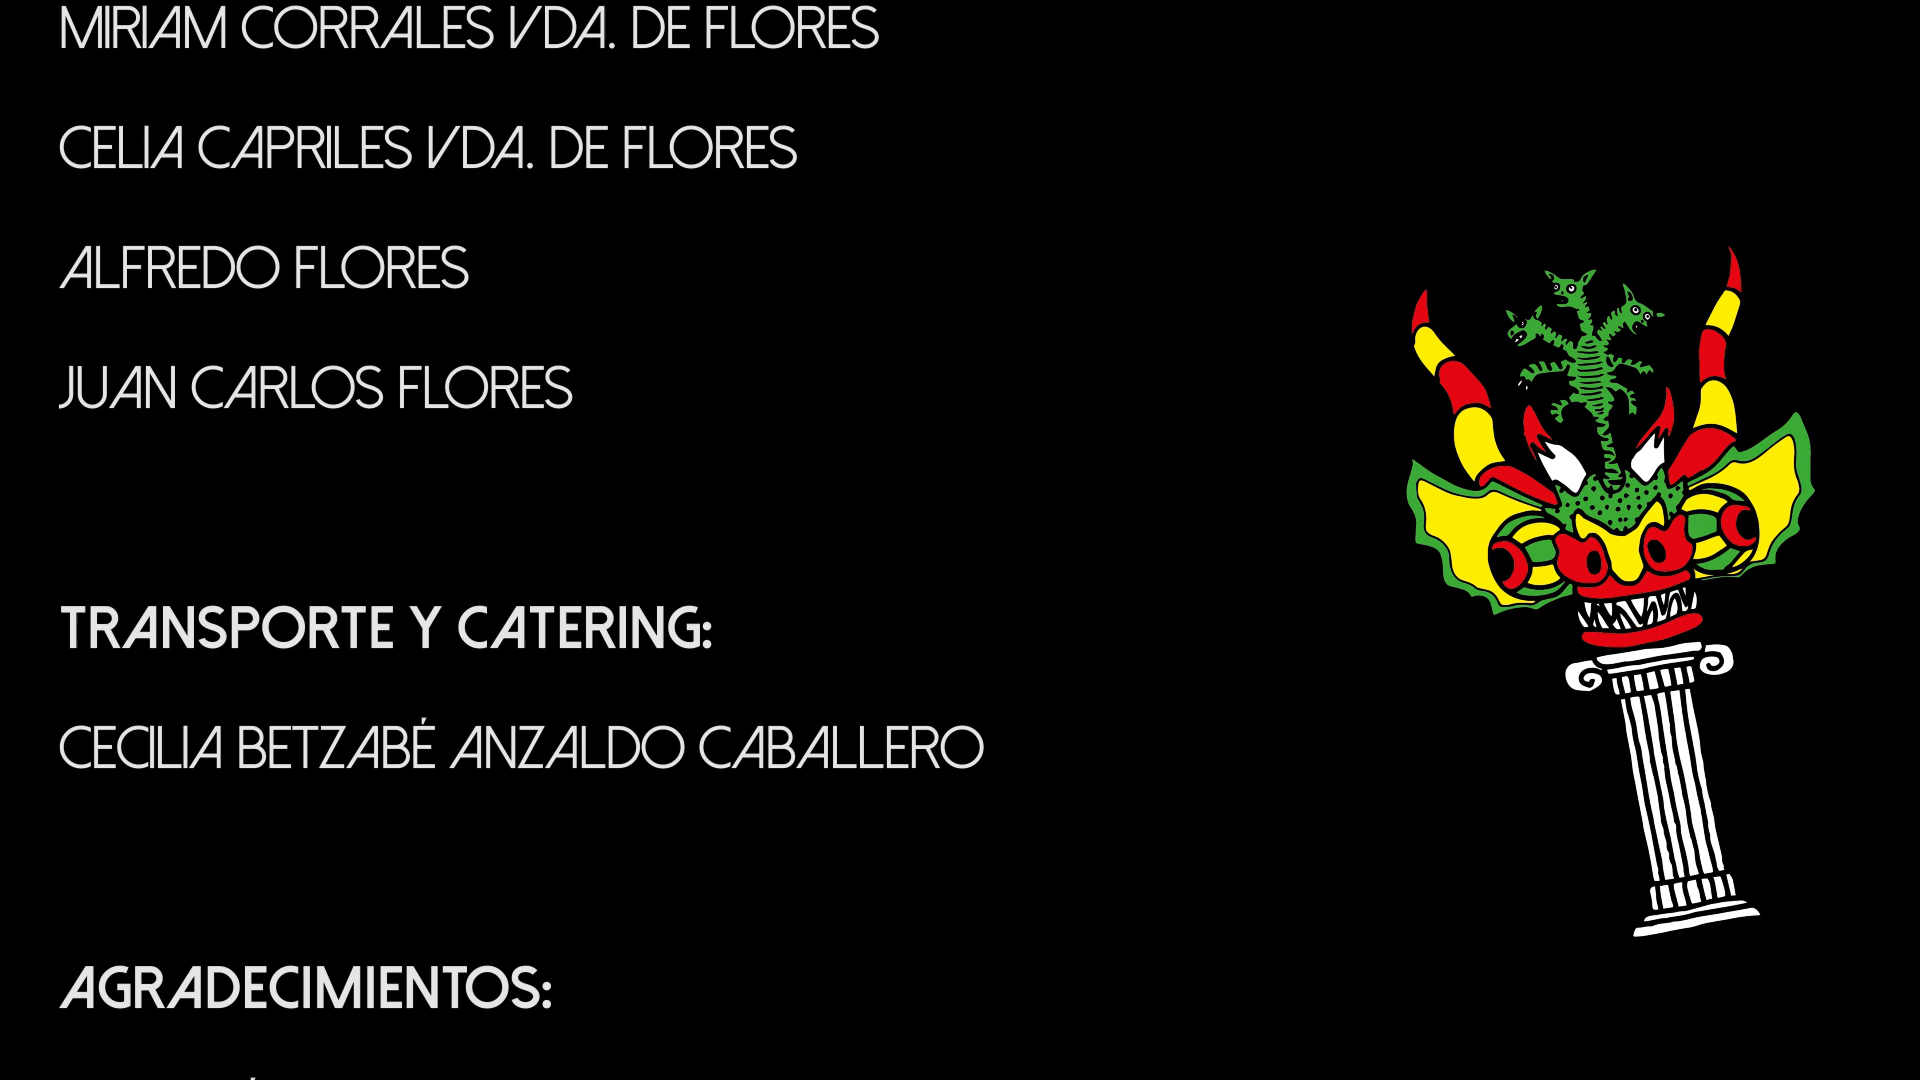 MIRIAM CORRALES VDA. DE FLORES
CELIA CAPRILES VDA. DE FLORES
ALFREDO FLORES
JUAN CARLOS FLORES
TRANSPORTE Y CATERING:
CECILIA BETZABÉ ANZALDO CABALLERO
AGRADECIMIENTOS: